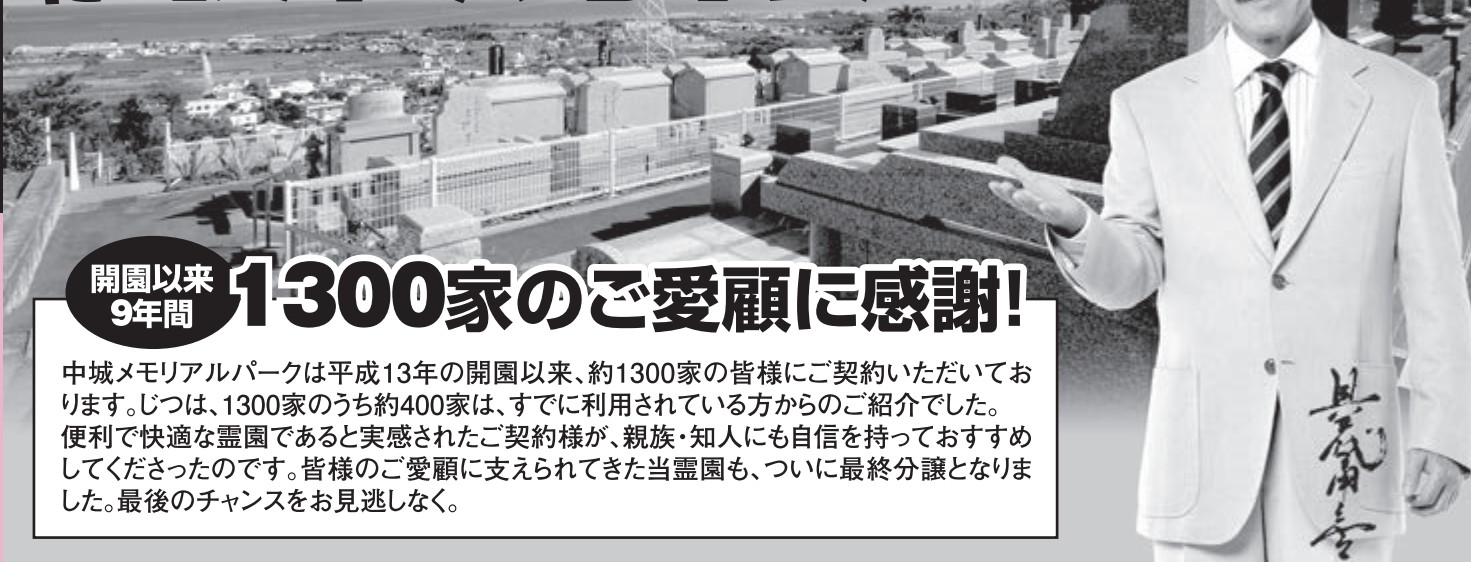 開園以来
9年間
1300家のご愛顧に感謝!
中城メモリアルパークは平成13年の開園以来、約1300家の皆様にご契約いただいてお
ります。じつは、1300家のうち約400家は、すでに利用されている方からのご紹介でした。
便利で快適な霊園であると実感されたご契約様が、親族・知人にも自信を持っておすすめ
してくださったのです。皆様のご愛顧に支えられてきた当霊園も、ついに最終分譲となりま
した。最後のチャンスをお見逃しなく。